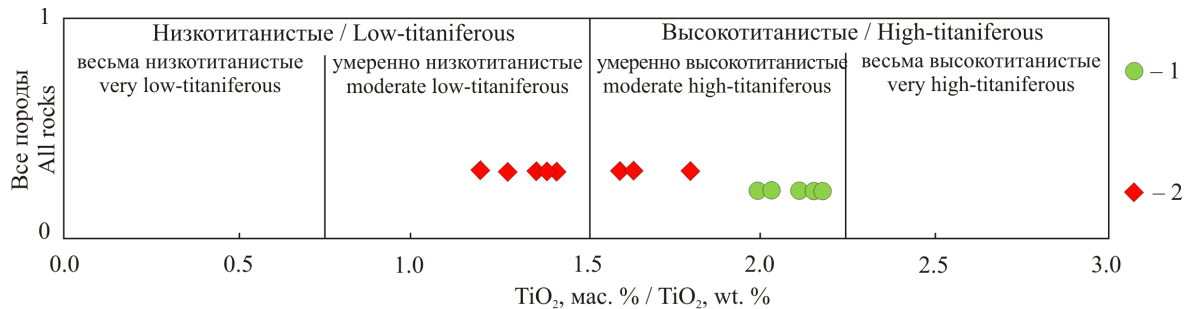 1
Низкотитанистые / Low-titaniferous
Высокотитанистые / High-titaniferous
весьма низкотитанистые
very low-titaniferous
умеренно низкотитанистые
moderate low-titaniferous
умеренно высокотитанистые
moderate high-titaniferous
весьма высокотитанистые
very high-titaniferous
Все породы
All rocks
0
– 1
– 2
0.0 0.5 1.0 1.5 2.0 2.5 3.0
TiO₂, мас. % / TiO₂, wt. %